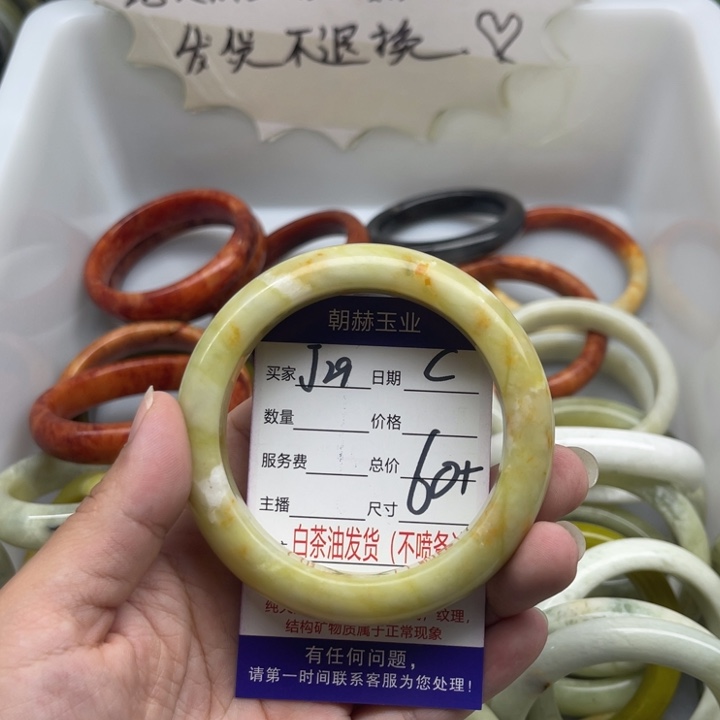 发货不退换
朝赫玉业
买家 J29 日期 C
数量 价格
服务费 总价
主播 尺寸 60+
白茶油发货（不喷务
纹理，
结构矿物质属于正常现象
有任何问题，
请第一时间联系客服为您处理！